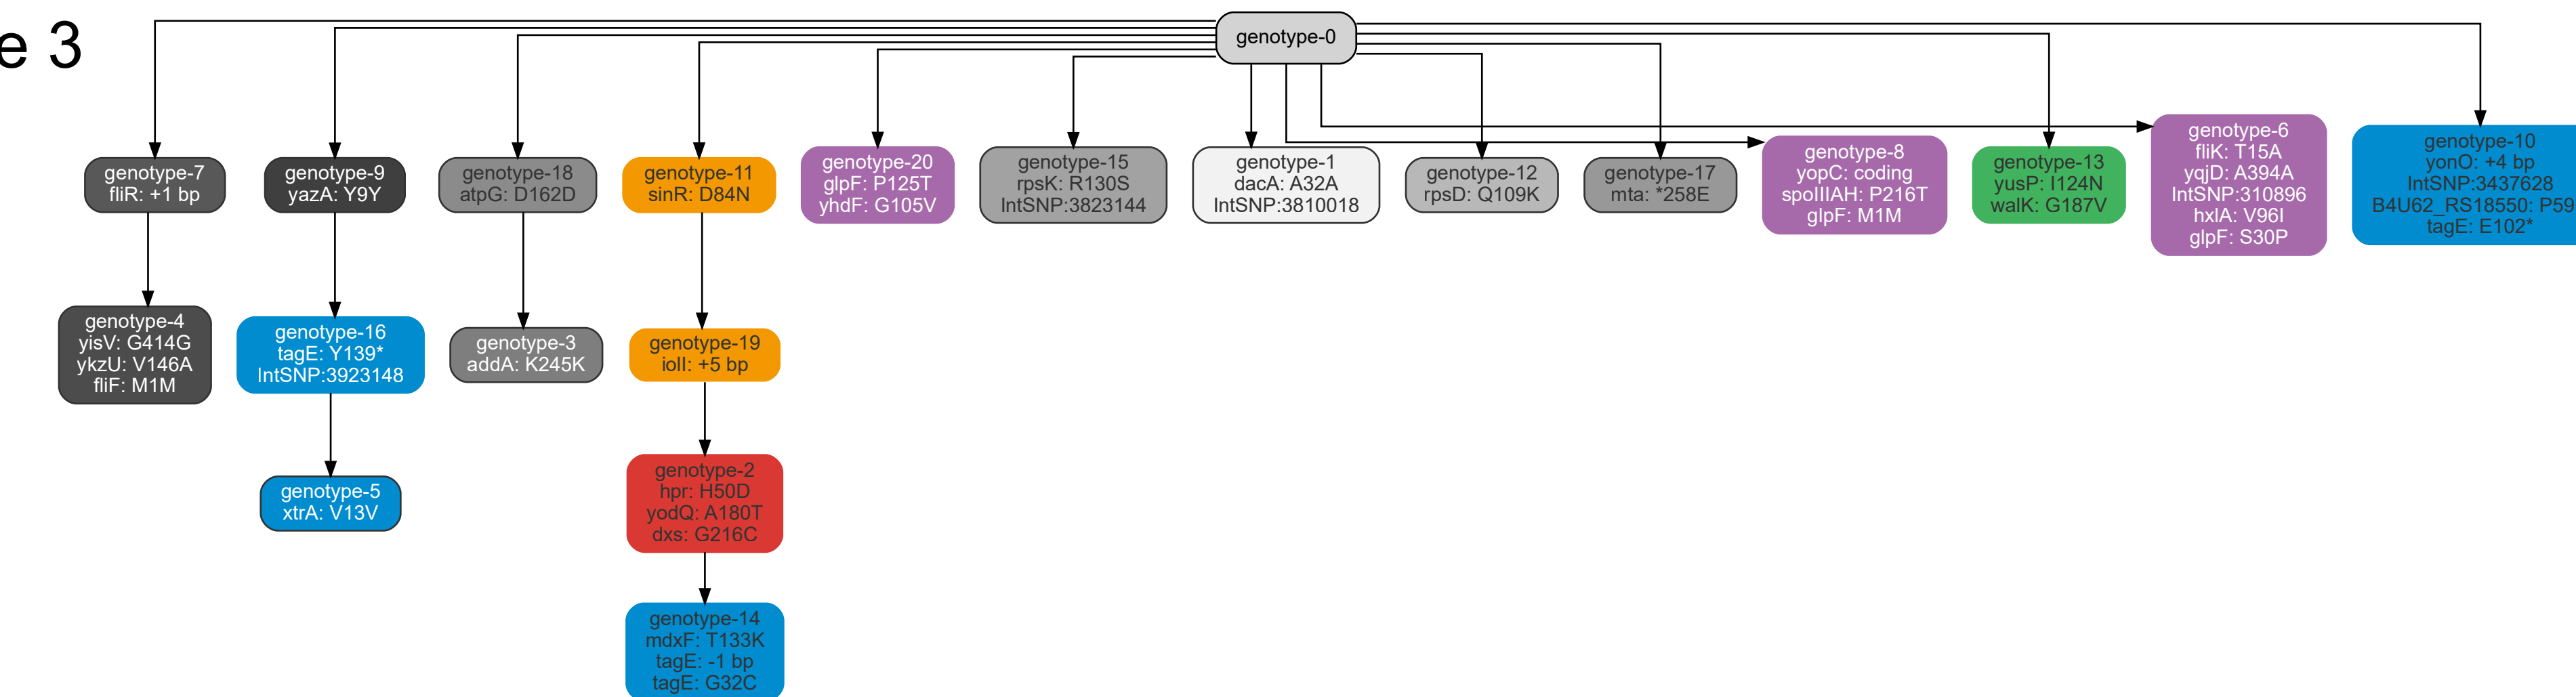 e 3
genotype-0
genotype-7
fliR: +1 bp
genotype-9
yazA: Y9Y
genotype-18
atpG: D162D
genotype-11
sinR: D84N
genotype-20
glpF: P125T
yhdF: G105V
genotype-15
rpsK: R130S
IntSNP:3823144
genotype-1
dacA: A32A
IntSNP:3810018
genotype-12
rpsD: Q109K
genotype-17
mta: *258E
genotype-8
yopC: coding
spoIIIAH: P216T
glpF: M1M
genotype-13
yusP: I124N
walK: G187V
genotype-6
fliK: T15A
yqjD: A394A
IntSNP:310896
hxlA: V96I
glpF: S30P
genotype-10
yonO: +4 bp
IntSNP:3437628
B4U62_RS18550: P59
tagE: E102*
genotype-4
yisV: G414G
ykzU: V146A
fliF: M1M
genotype-16
tagE: Y139*
IntSNP:3923148
genotype-3
addA: K245K
genotype-19
iolI: +5 bp
genotype-5
xtrA: V13V
genotype-2
hpr: H50D
yodQ: A180T
dxs: G216C
genotype-14
mdxF: T133K
tagE: -1 bp
tagE: G32C